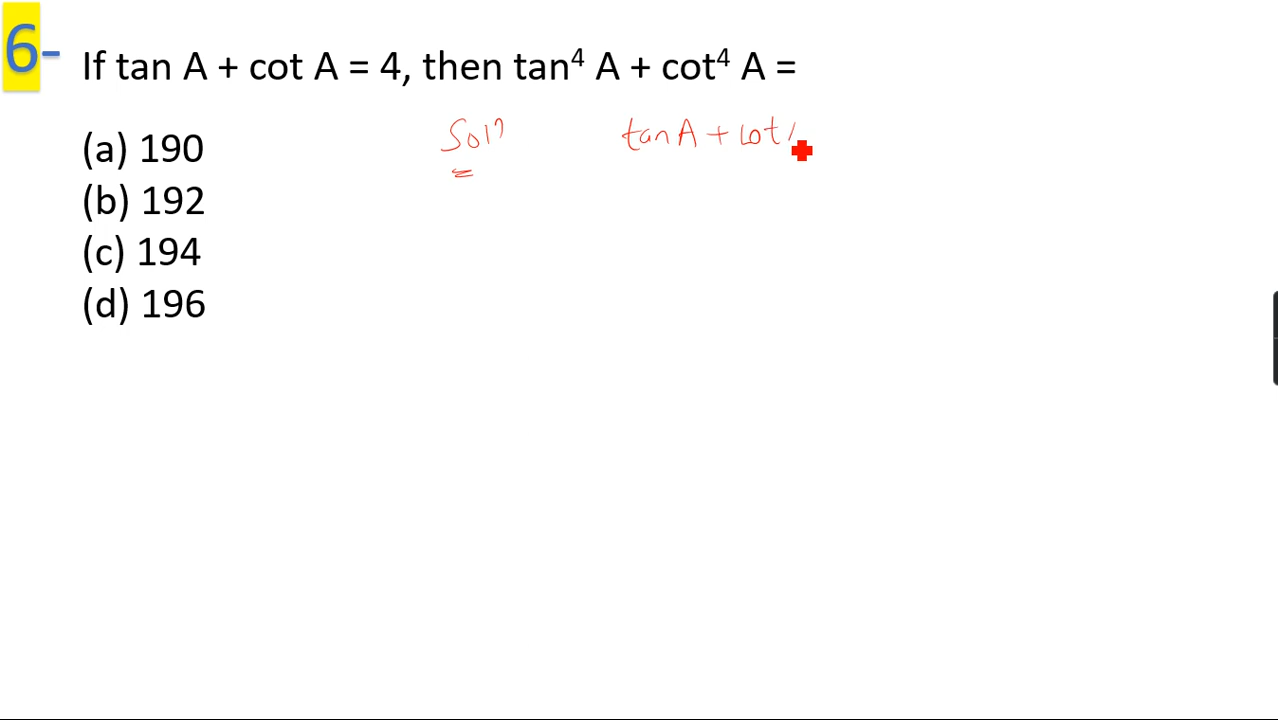 6- If tan A + cot A = 4, then tan⁴ A + cot⁴ A =
(a) 190
Solⁿ tan A + cot
(b) 192
(c) 194
(d) 196